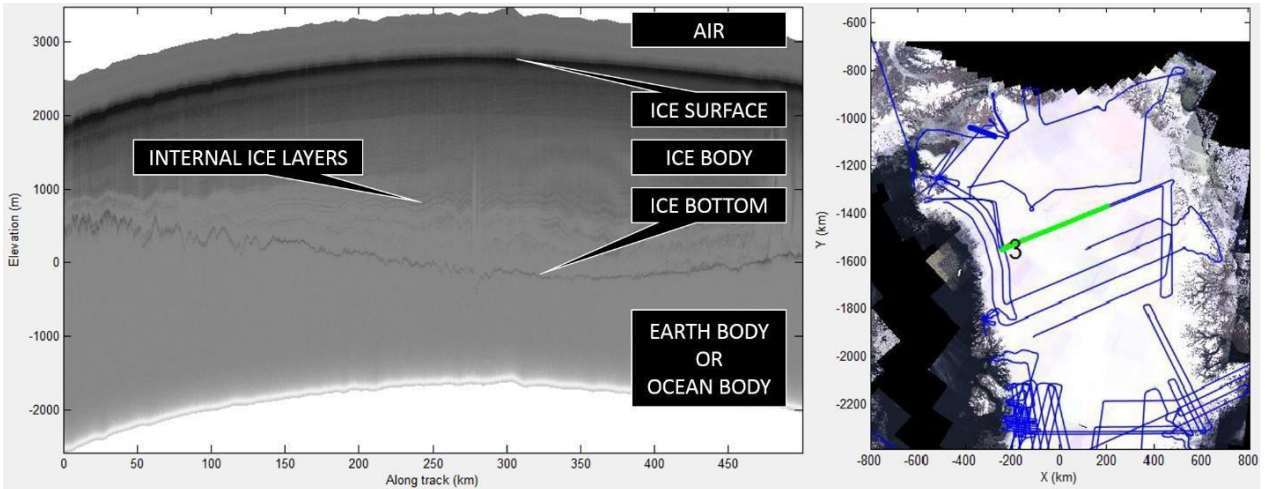 3000
2000
1000
0
-1000
-2000
Elevation (m)
0
50
100
150
200
250
300
350
400
450
Along track (km)
AIR
ICE SURFACE
INTERNAL ICE LAYERS
ICE BODY
ICE BOTTOM
EARTH BODY
OR
OCEAN BODY
-600
-800
-1000
-1200
-1400
-1600
-1800
-2000
-2200
Y (km)
3
-800
-600
-400
-200
0
200
400
600
800
X (km)